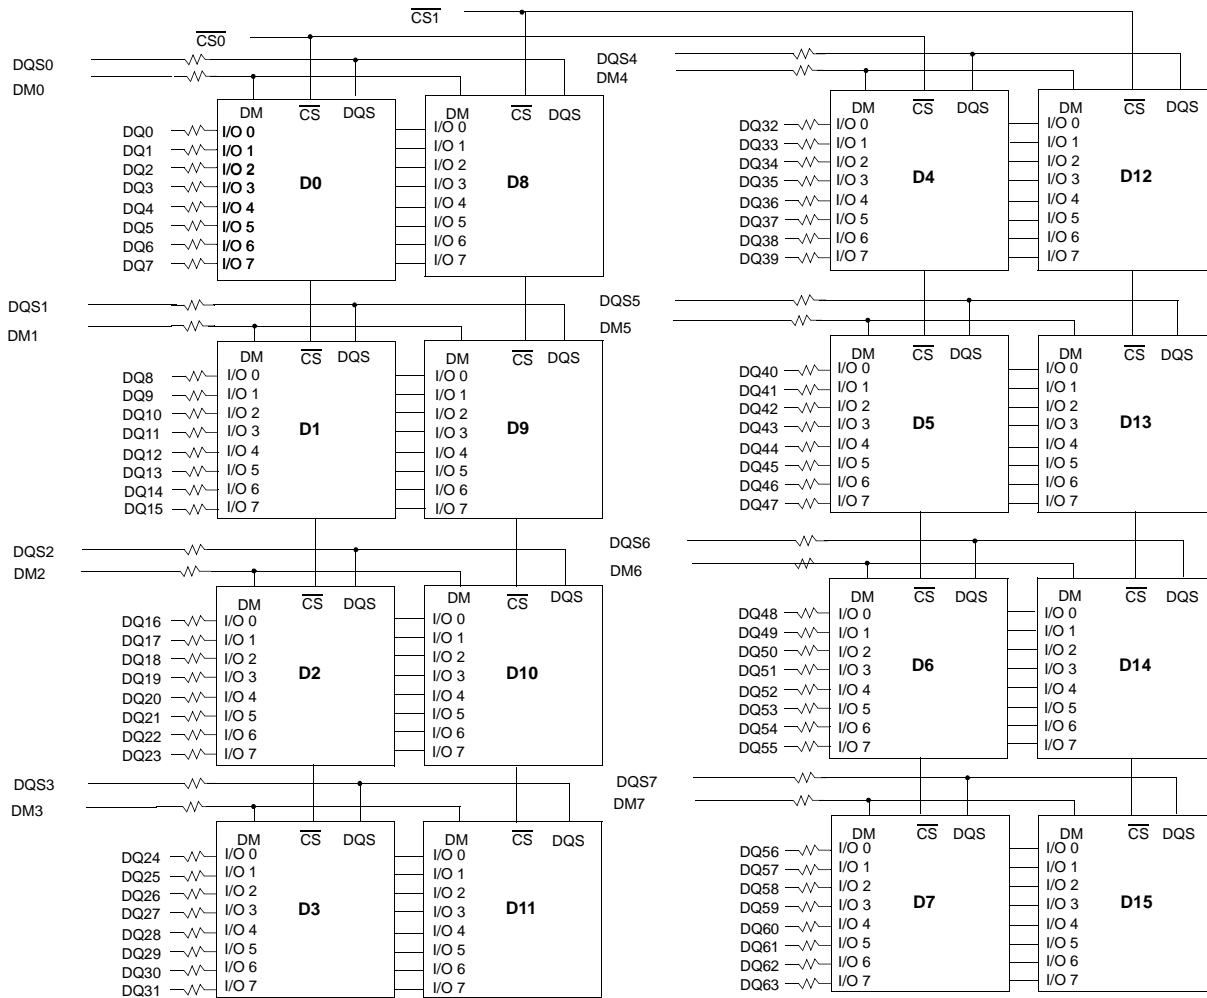 CS1
CS0
DQS0
DM0
DM CS DQS
DQ0 I/O 0
DQ1 I/O 1
DQ2 I/O 2
DQ3 I/O 3
DQ4 I/O 4
DQ5 I/O 5
DQ6 I/O 6
DQ7 I/O 7
D0
DM CS DQS
I/O 0
I/O 1
I/O 2
I/O 3
I/O 4
I/O 5
I/O 6
I/O 7
D8
DQS1
DM1
DM CS DQS
DQ8 I/O 0
DQ9 I/O 1
DQ10 I/O 2
DQ11 I/O 3
DQ12 I/O 4
DQ13 I/O 5
DQ14 I/O 6
DQ15 I/O 7
D1
DM CS DQS
I/O 0
I/O 1
I/O 2
I/O 3
I/O 4
I/O 5
I/O 6
I/O 7
D9
DQS2
DM2
DM CS DQS
DQ16 I/O 0
DQ17 I/O 1
DQ18 I/O 2
DQ19 I/O 3
DQ20 I/O 4
DQ21 I/O 5
DQ22 I/O 6
DQ23 I/O 7
D2
DM CS DQS
I/O 0
I/O 1
I/O 2
I/O 3
I/O 4
I/O 5
I/O 6
I/O 7
D10
DQS3
DM3
DM CS DQS
DQ24 I/O 0
DQ25 I/O 1
DQ26 I/O 2
DQ27 I/O 3
DQ28 I/O 4
DQ29 I/O 5
DQ30 I/O 6
DQ31 I/O 7
D3
DM CS DQS
I/O 0
I/O 1
I/O 2
I/O 3
I/O 4
I/O 5
I/O 6
I/O 7
D11
DQS4
DM4
DM CS DQS
DQ32 I/O 0
DQ33 I/O 1
DQ34 I/O 2
DQ35 I/O 3
DQ36 I/O 4
DQ37 I/O 5
DQ38 I/O 6
DQ39 I/O 7
D4
DM CS DQS
I/O 0
I/O 1
I/O 2
I/O 3
I/O 4
I/O 5
I/O 6
I/O 7
D12
DQS5
DM5
DM CS DQS
DQ40 I/O 0
DQ41 I/O 1
DQ42 I/O 2
DQ43 I/O 3
DQ44 I/O 4
DQ45 I/O 5
DQ46 I/O 6
DQ47 I/O 7
D5
DM CS DQS
I/O 0
I/O 1
I/O 2
I/O 3
I/O 4
I/O 5
I/O 6
I/O 7
D13
DQS6
DM6
DM CS DQS
DQ48 I/O 0
DQ49 I/O 1
DQ50 I/O 2
DQ51 I/O 3
DQ52 I/O 4
DQ53 I/O 5
DQ54 I/O 6
DQ55 I/O 7
D6
DM CS DQS
I/O 0
I/O 1
I/O 2
I/O 3
I/O 4
I/O 5
I/O 6
I/O 7
D14
DQS7
DM7
DM CS DQS
DQ56 I/O 0
DQ57 I/O 1
DQ58 I/O 2
DQ59 I/O 3
DQ60 I/O 4
DQ61 I/O 5
DQ62 I/O 6
DQ63 I/O 7
D7
DM CS DQS
I/O 0
I/O 1
I/O 2
I/O 3
I/O 4
I/O 5
I/O 6
I/O 7
D15